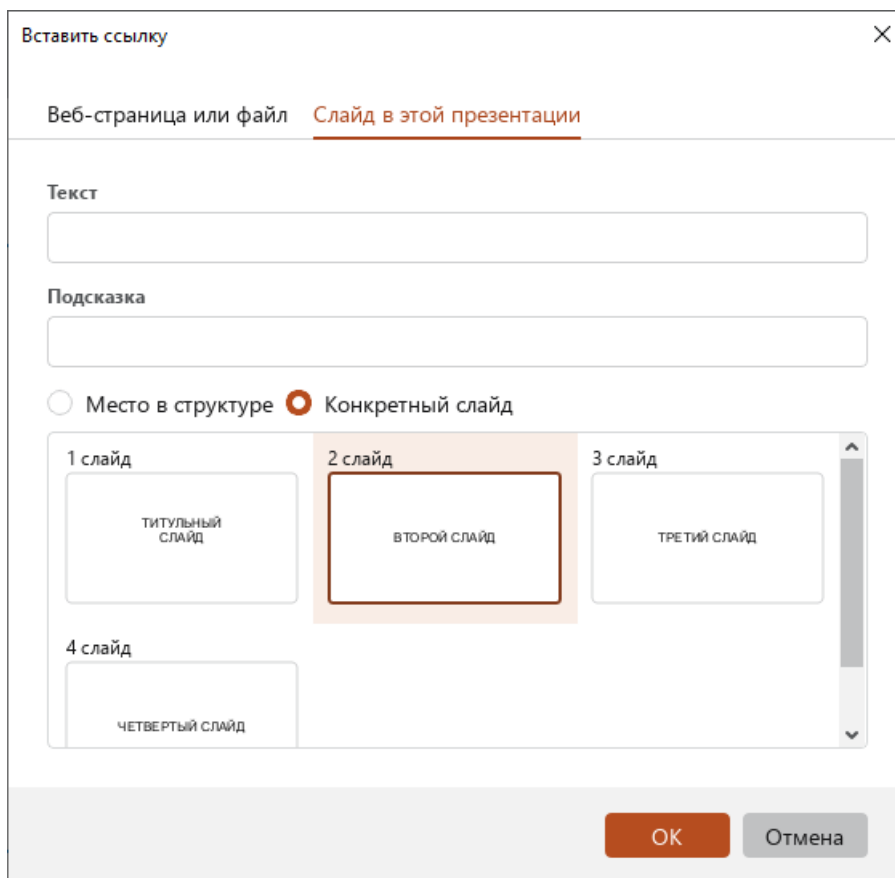 Вставить ссылку
Веб-страница или файл Слайд в этой презентации
Текст
Подсказка
Место в структуре Конкретный слайд
1 слайд 2 слайд 3 слайд
ТИТУЛЬНЫЙ
СЛАЙД
ВТОРОЙ СЛАЙД
ТРЕТИЙ СЛАЙД
4 слайд
ЧЕТВЕРТЫЙ СЛАЙД
ОК Отмена